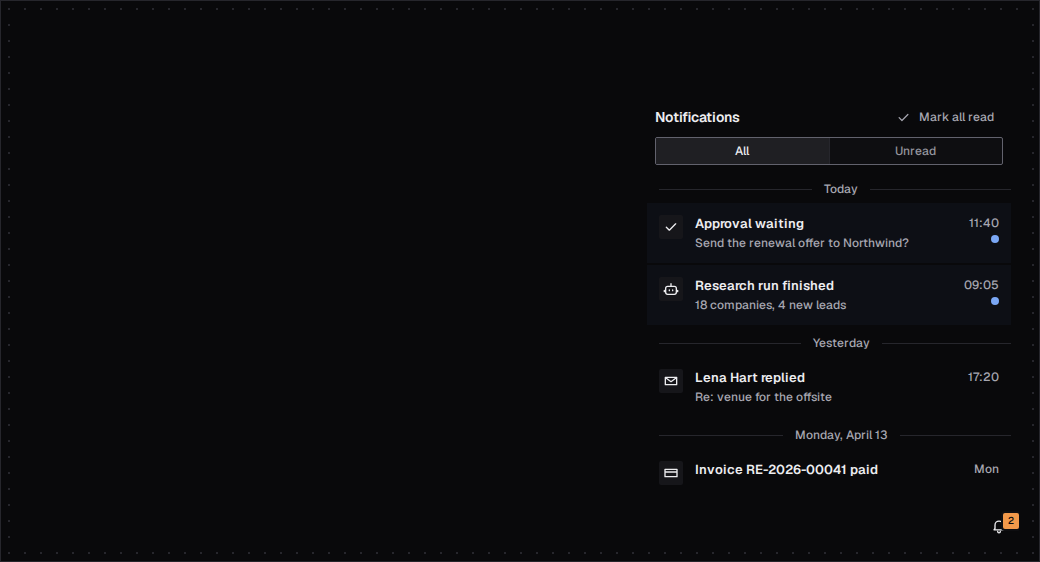 Notifications
Mark all read
All
Unread
Today
Approval waiting
11:40
Send the renewal offer to Northwind?
Research run finished
09:05
18 companies, 4 new leads
Yesterday
Lena Hart replied
17:20
Re: venue for the offsite
Monday, April 13
Invoice RE-2026-00041 paid
Mon
2